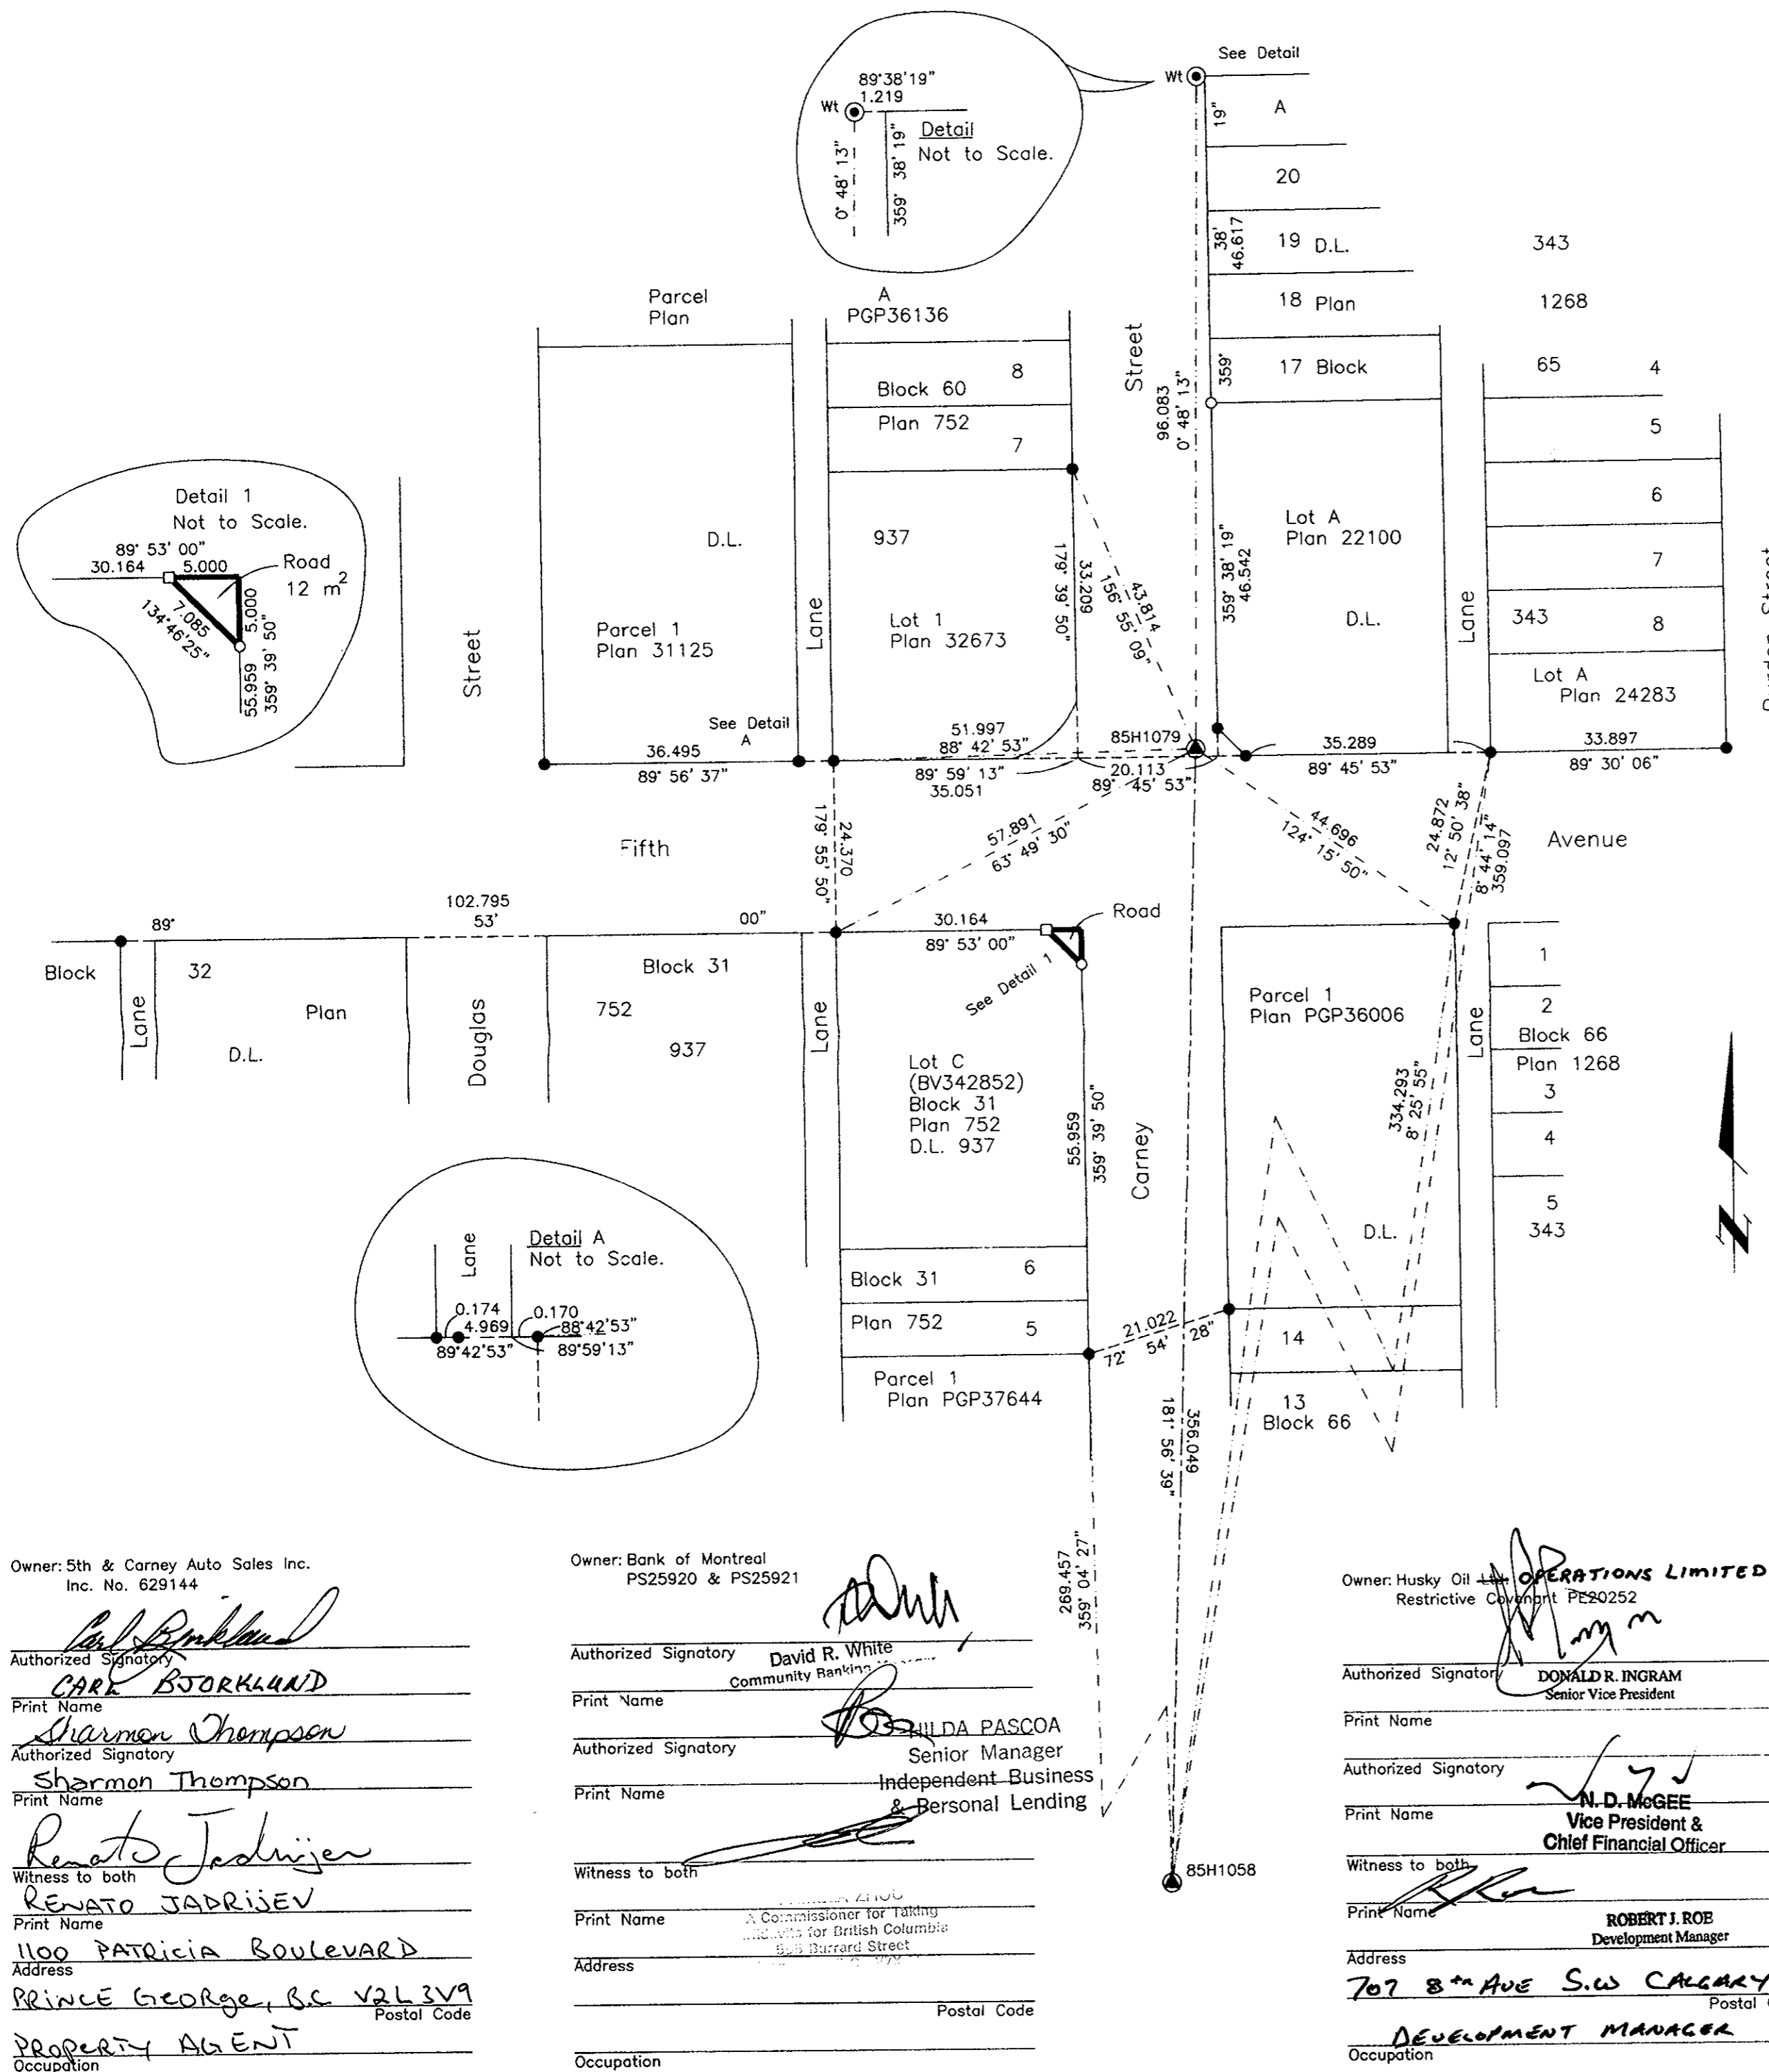 See Detail
Wt
89°38'19"
1.219
Wt
Detail
Not to Scale.
0° 48' 13"
359° 38' 19"
19"
A
20
38'
46.617
19 D.L. 343
18 Plan 1268
359°
17 Block 65 4
Parcel A
Plan PGP36136
8
Block 60
Plan 752
7
Street
96.083
0° 48' 13"
5
6
7
343 8
Lot A
Plan 24283
Lane
Detail 1
Not to Scale.
89° 53' 00"
30.164 5.000
Road
12 m²
7.085
134°46'25"
5.000
55.959
359° 39' 50"
Street
D.L. 937
Parcel 1
Plan 31125
Lane
Lot 1
Plan 32673
33.209
179° 39' 50"
43.814
156° 55' 09"
359° 38' 19"
46.542
Lot A
Plan 22100
D.L.
Street
See Detail
A
36.495
89° 56' 37"
51.997
88° 42' 53"
89° 59' 13"
35.051
85H1079
20.113
89° 45' 53"
35.289
89° 45' 53"
33.897
89° 30' 06"
24.370
179° 55' 50"
Fifth
57.891
63° 49' 30"
44.696
124° 15' 50"
24.872
12° 50' 38"
8° 44' 14"
359.097
Avenue
102.795
89° 53' 00"
30.164
89° 53' 00"
Road
See Detail 1
Block 32
Lane
Plan
D.L.
Douglas
Block 31
752
937
Lane
Lot C
(BV342852)
Block 31
Plan 752
D.L. 937
55.959
359° 39' 50"
Carney
Parcel 1
Plan PGP36006
Lane
334.293
8° 25' 55"
D.L.
1
2
Block 66
Plan 1268
3
4
5
343
N
Detail A
Not to Scale.
Lane
0.174
4.969
0.170
88°42'53"
89°42'53"
89°59'13"
Block 31 6
Plan 752 5
Parcel 1
Plan PGP37644
21.022
72° 54' 28"
14
13
Block 66
356.049
181° 56' 39"
269.457
359° 04' 27"
85H1058
Owner: 5th & Carney Auto Sales Inc.
Inc. No. 629144
Carl Bjorklund
Authorized Signatory
CARL BJORKLUND
Print Name
Sharmon Thompson
Authorized Signatory
Sharmon Thompson
Print Name
Renato Jadrijev
Witness to both
RENATO JADRIJEV
Print Name
1100 PATRICIA BOULEVARD
Address
PRINCE GEORGE, B.C. V2L 3V9
Postal Code
PROPERTY AGENT
Occupation
Owner: Bank of Montreal
PS25920 & PS25921
Authorized Signatory
David R. White
Community Banking
Print Name
HILDA PASCOA
Authorized Signatory
Senior Manager
Independent Business
Print Name
& Personal Lending
Witness to both
ZHOU
Print Name
A Commissioner for Taking
for British Columbia
Burrard Street
Address
Postal Code
Occupation
Owner: Husky Oil Ltd. OPERATIONS LIMITED
Restrictive Covenant PE20252
Authorized Signatory
DONALD R. INGRAM
Senior Vice President
Print Name
Authorized Signatory
N. D. McGEE
Print Name
Vice President &
Chief Financial Officer
Witness to both
Print Name
ROBERT J. ROE
Development Manager
Address
707 8th AVE S.W CALGARY
Postal
DEVELOPMENT MANAGER
Occupation